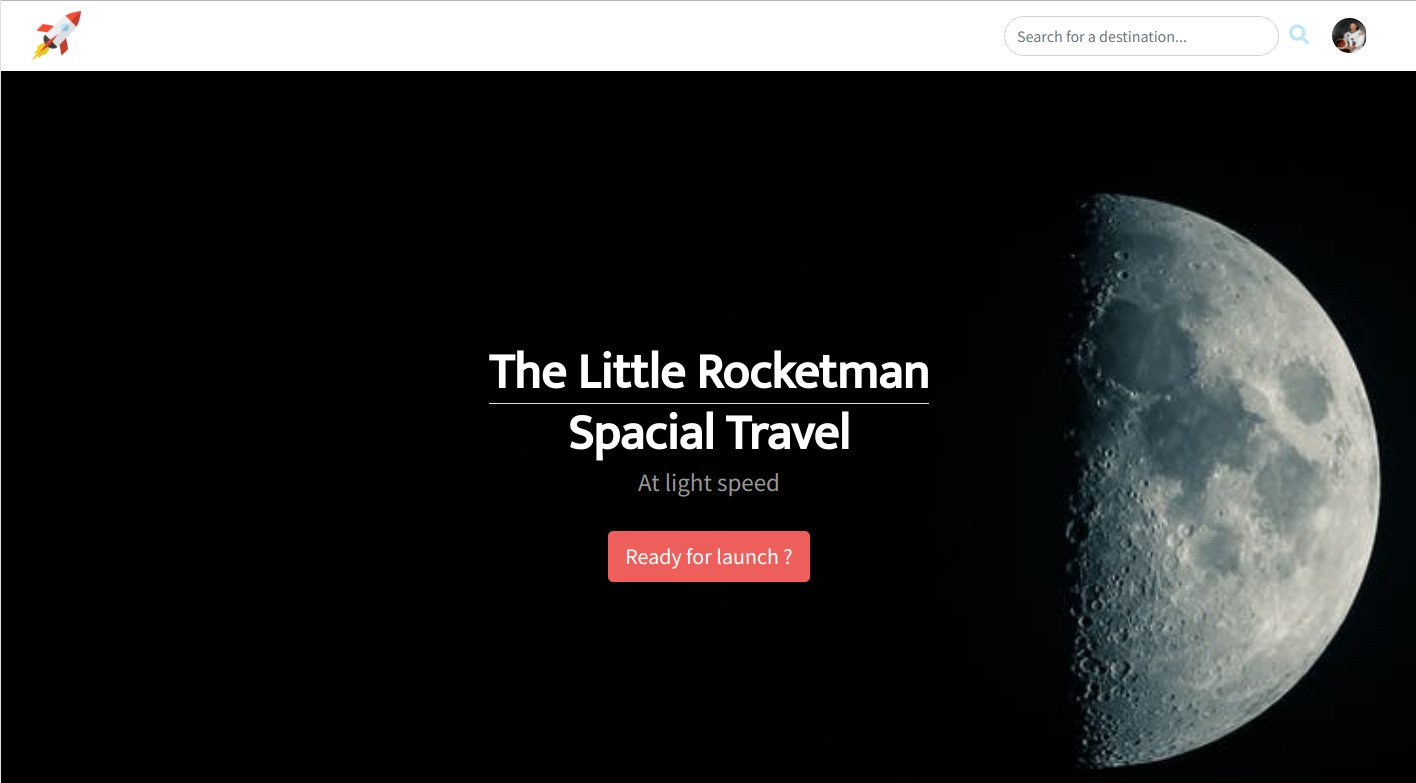 Search for a destination...
The Little Rocketman
Spacial Travel
At light speed
Ready for launch ?